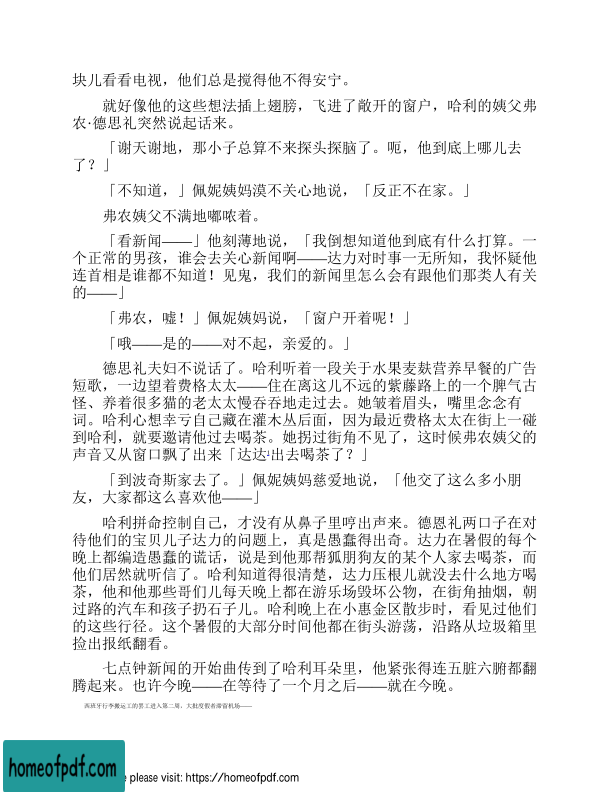 块儿看看电视，他们总是搅得他不得安宁。
就好像他的这些想法插上翅膀，飞进了敞开的窗户，哈利的姨父弗
农·德思礼突然说起话来。
「谢天谢地，那小子总算不来探头探脑了。呃，他到底上哪儿去
了？」
「不知道，」佩妮姨妈漠不关心地说，「反正不在家。」
弗农姨父不满地嘟哝着。
「看新闻——」他刻薄地说，「我倒想知道他到底有什么打算。一
个正常的男孩，谁会去关心新闻啊——达力对时事一无所知，我怀疑他
连首相是谁都不知道！见鬼，我们的新闻里怎么会有跟他们那类人有关
的——」
「弗农，嘘！」佩妮姨妈说，「窗户开着呢！」
「哦——是的——对不起，亲爱的。」
德思礼夫妇不说话了。哈利听着一段关于水果麦麸营养早餐的广告
短歌，一边望着费格太太——住在离这儿不远的紫藤路上的一个脾气古
怪、养着很多猫的老太太慢吞吞地走过去。她皱着眉头，嘴里念念有
词。哈利心想幸亏自己藏在灌木丛后面，因为最近费格太太在街上一碰
到哈利，就要邀请他过去喝茶。她拐过街角不见了，这时候弗农姨父的
声音又从窗口飘了出来「达达¹出去喝茶了？」
「到波奇斯家去了。」佩妮姨妈慈爱地说，「他交了这么多小朋
友，大家都这么喜欢他——」
哈利拼命控制自己，才没有从鼻子里哼出声来。德恩礼两口子在对
待他们的宝贝儿子达力的问题上，真是愚蠢得出奇。达力在暑假的每个
晚上都编造愚蠢的谎话，说是到他那帮狐朋狗友的某个人家去喝茶，而
他们居然就听信了。哈利知道得很清楚，达力压根儿就没去什么地方喝
茶，他和他那些哥们儿每天晚上都在游乐场毁坏公物，在街角抽烟，朝
过路的汽车和孩子扔石子儿。哈利晚上在小惠金区散步时，看见过他们
的这些行径。这个暑假的大部分时间他都在街头游荡，沿路从垃圾箱里
捡出报纸翻看。
七点钟新闻的开始曲传到了哈利耳朵里，他紧张得连五脏六腑都翻
腾起来。也许今晚——在等待了一个月之后——就在今晚。
西班牙行李搬运工的罢工进入第二周，大批度假者滞留机场——
homeofpdf.com
e please visit: https://homeofpdf.com